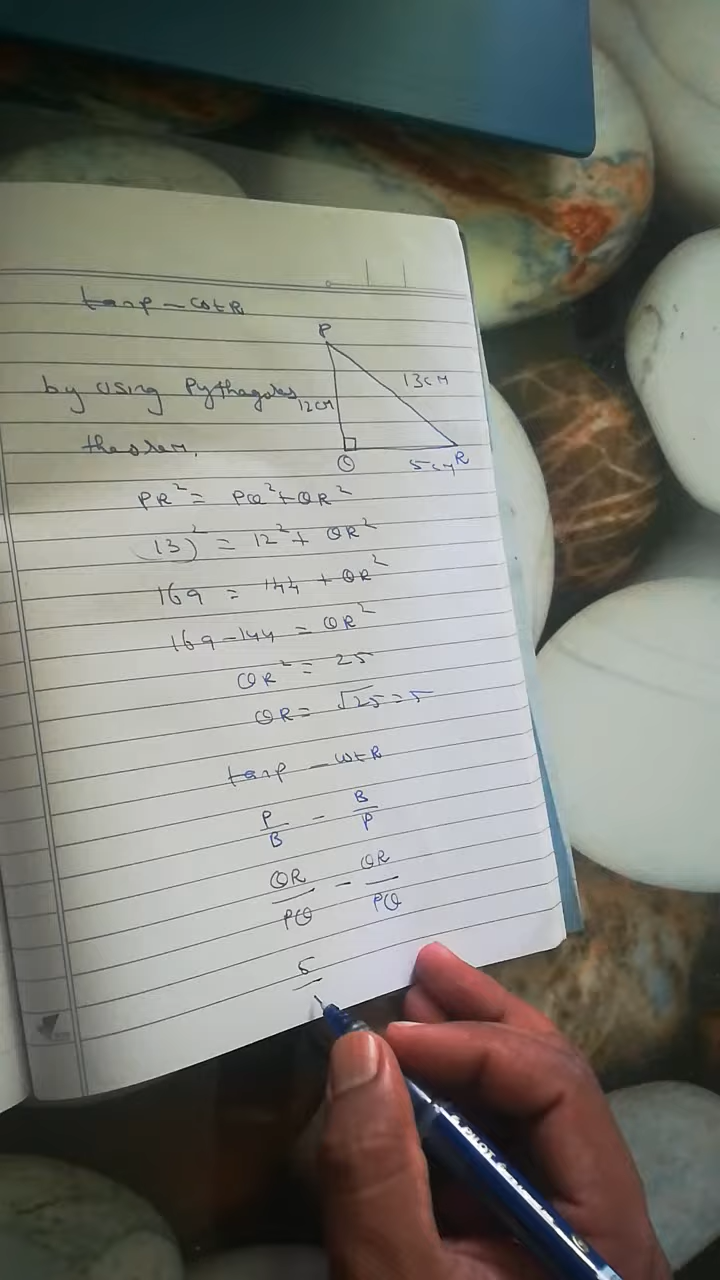 tanP - cotR
P
13cm
by using Pythagoras
12cm
theorem.
Q
5cm
R
PR² = PQ² + QR²
(13)² = 12² + QR²
169 = 144 + QR²
169 - 144 = QR²
QR² = 25
QR = √25 = 5
tanP - cotR
P/B - B/P
QR/PQ - QR/PQ
5
PILOT